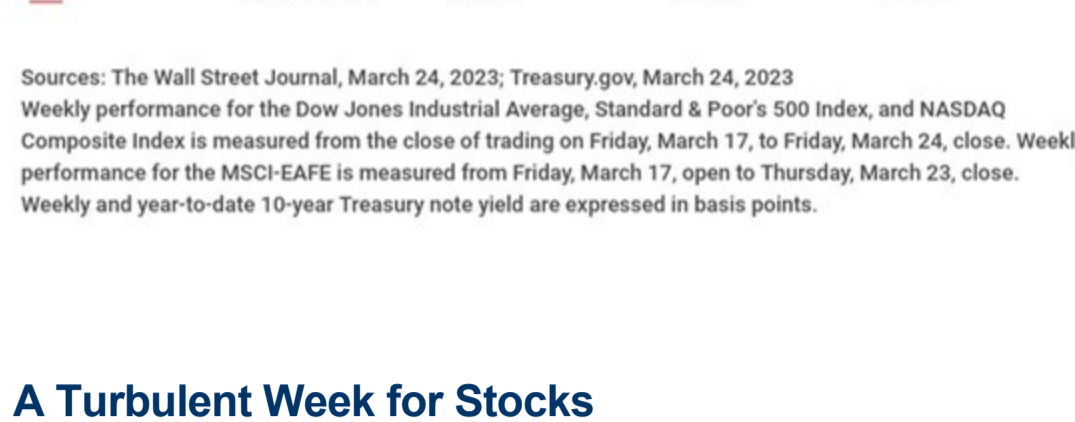 Sources: The Wall Street Journal, March 24, 2023; Treasury.gov, March 24, 2023
Weekly performance for the Dow Jones Industrial Average, Standard & Poor's 500 Index, and NASDAQ
Composite Index is measured from the close of trading on Friday, March 17, to Friday, March 24, close. Weekl
performance for the MSCI-EAFE is measured from Friday, March 17, open to Thursday, March 23, close.
Weekly and year-to-date 10-year Treasury note yield are expressed in basis points.
A Turbulent Week for Stocks